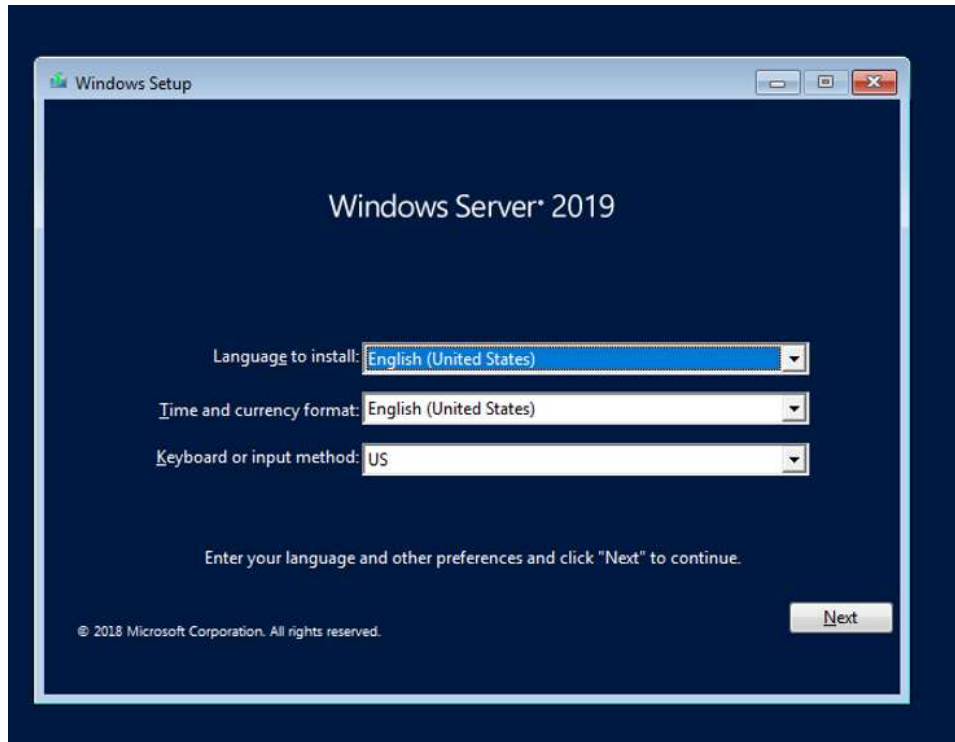 Windows Setup
Windows Server® 2019
Language to install: English (United States)
Time and currency format: English (United States)
Keyboard or input method: US
Enter your language and other preferences and click "Next" to continue.
© 2018 Microsoft Corporation. All rights reserved.
Next